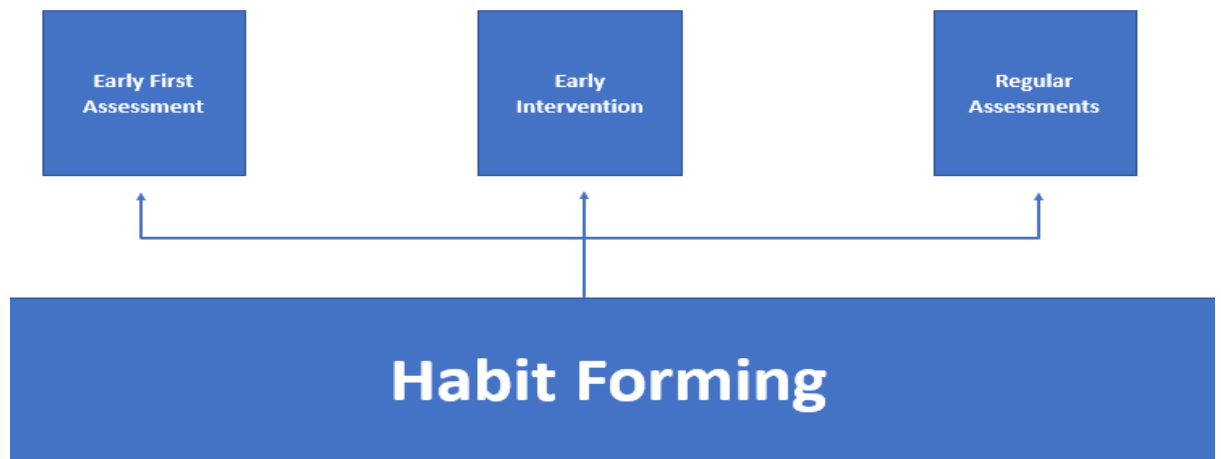 Early First
Assessment
Early
Intervention
Regular
Assessments
Habit Forming